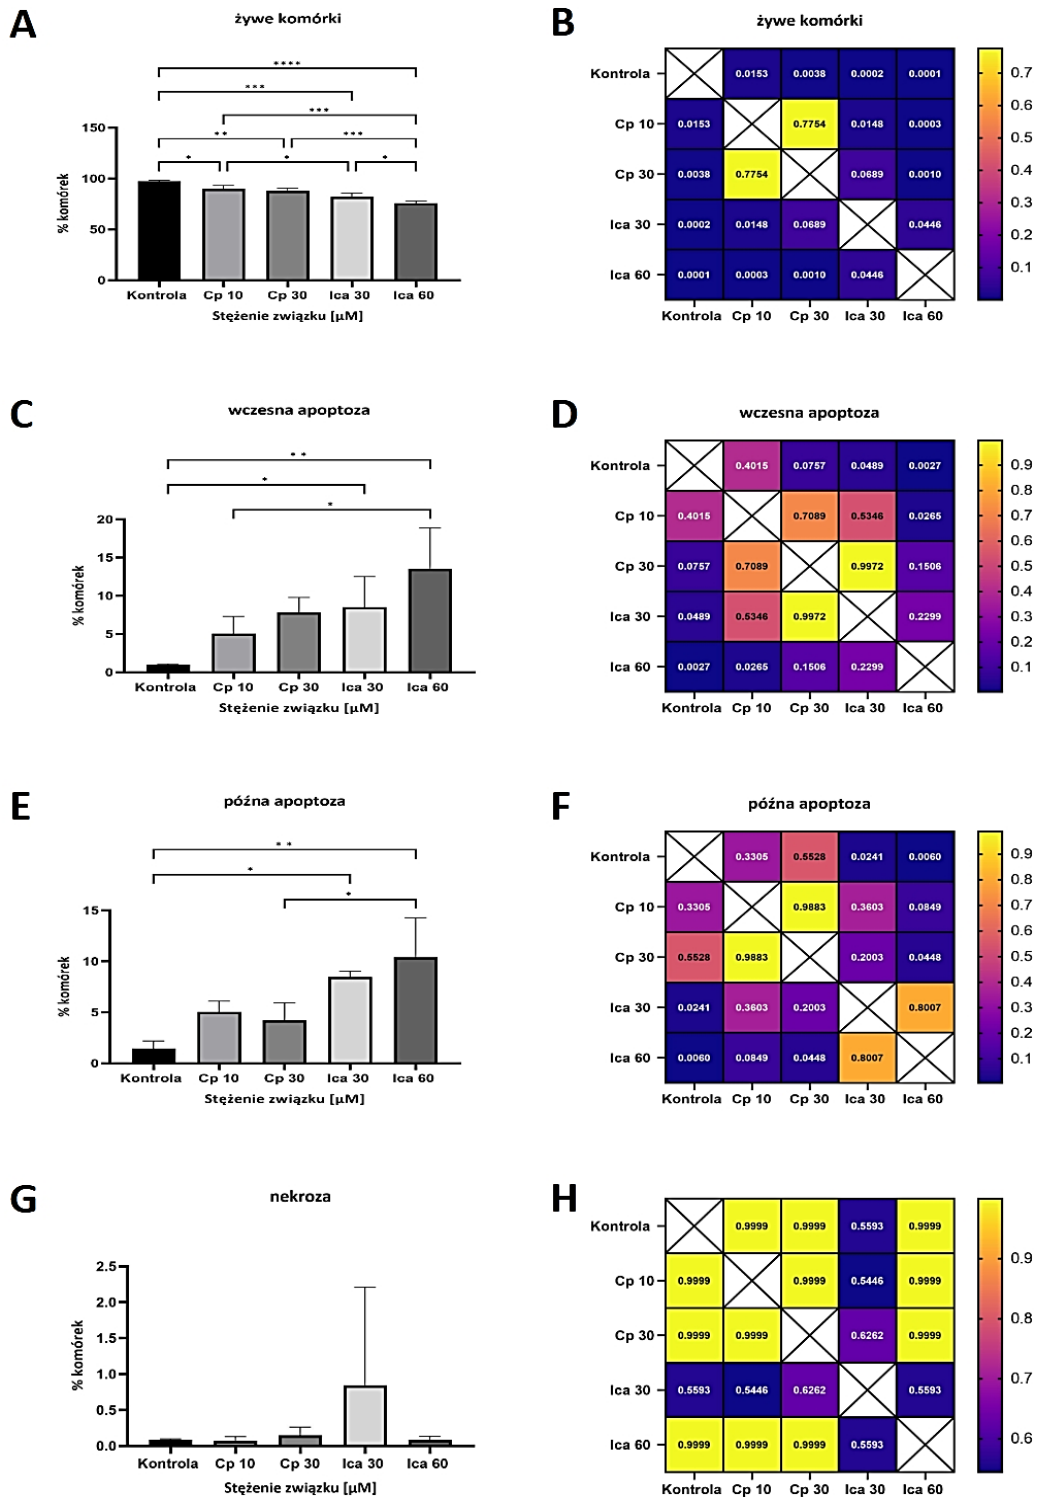 A
żywe komórki
****
***
***
** ***
* * *
150
100
50
0
% komórek
Kontrola Cp 10 Cp 30 Ica 30 Ica 60
Stężenie związku [µM]
B
żywe komórki
Kontrola 0.0153 0.0038 0.0002 0.0001
Cp 10 0.0153 0.7754 0.0148 0.0003
Cp 30 0.0038 0.7754 0.0689 0.0010
Ica 30 0.0002 0.0148 0.0689 0.0446
Ica 60 0.0001 0.0003 0.0010 0.0446
Kontrola Cp 10 Cp 30 Ica 30 Ica 60
0.7
0.6
0.5
0.4
0.3
0.2
0.1
C
wczesna apoptoza
**
*
*
20
15
10
5
0
% komórek
Kontrola Cp 10 Cp 30 Ica 30 Ica 60
Stężenie związku [µM]
D
wczesna apoptoza
Kontrola 0.4015 0.0757 0.0489 0.0027
Cp 10 0.4015 0.7089 0.5346 0.0265
Cp 30 0.0757 0.7089 0.9972 0.1506
Ica 30 0.0489 0.5346 0.9972 0.2299
Ica 60 0.0027 0.0265 0.1506 0.2299
Kontrola Cp 10 Cp 30 Ica 30 Ica 60
0.9
0.8
0.7
0.6
0.5
0.4
0.3
0.2
0.1
E
późna apoptoza
**
*
*
15
10
5
0
% komórek
Kontrola Cp 10 Cp 30 Ica 30 Ica 60
Stężenie związku [µM]
F
późna apoptoza
Kontrola 0.3305 0.5528 0.0241 0.0060
Cp 10 0.3305 0.9883 0.3603 0.0849
Cp 30 0.5528 0.9883 0.2003 0.0448
Ica 30 0.0241 0.3603 0.2003 0.8007
Ica 60 0.0060 0.0849 0.0448 0.8007
Kontrola Cp 10 Cp 30 Ica 30 Ica 60
0.9
0.8
0.7
0.6
0.5
0.4
0.3
0.2
0.1
G
nekroza
2.5
2.0
1.5
1.0
0.5
0.0
% komórek
Kontrola Cp 10 Cp 30 Ica 30 Ica 60
Stężenie związku [µM]
H
Kontrola 0.9999 0.9999 0.5593 0.9999
Cp 10 0.9999 0.9999 0.5446 0.9999
Cp 30 0.9999 0.9999 0.6262 0.9999
Ica 30 0.5593 0.5446 0.6262 0.5593
Ica 60 0.9999 0.9999 0.9999 0.5593
Kontrola Cp 10 Cp 30 Ica 30 Ica 60
0.9
0.8
0.7
0.6